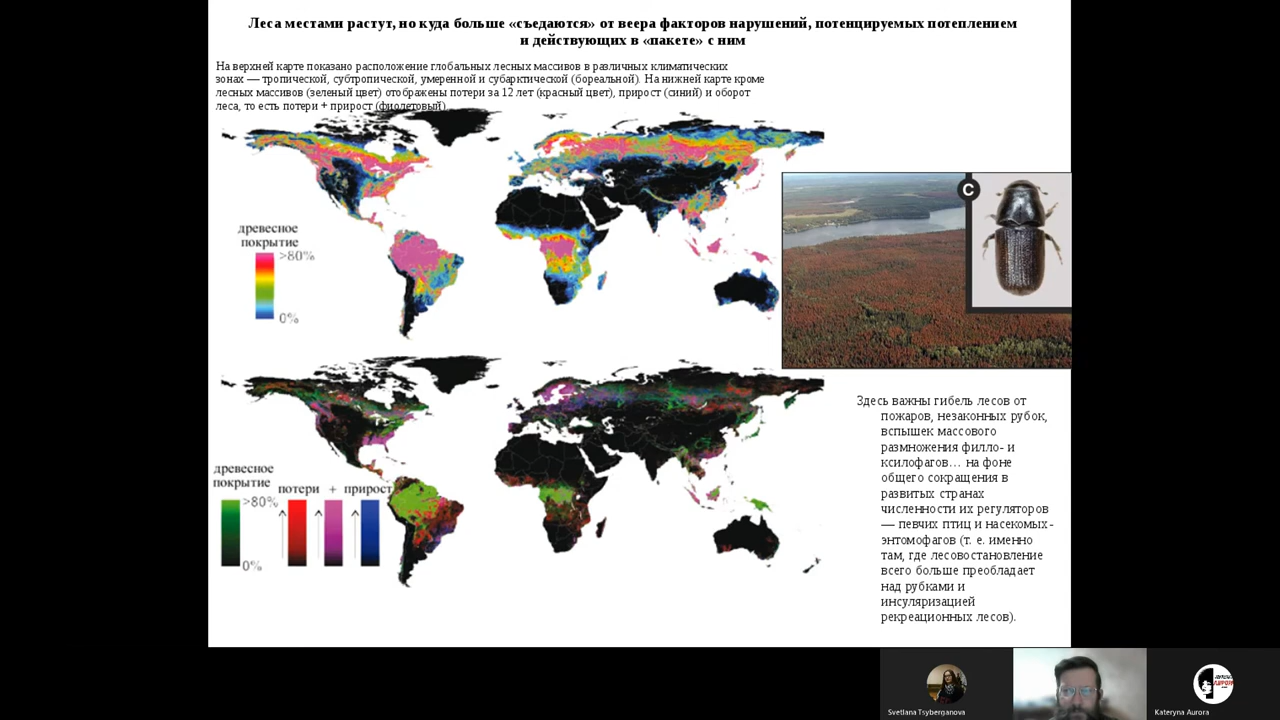 Леса местами растут, но куда больше «съедаются» от веера факторов нарушений, потенцируемых потеплением
и действующих в «пакете» с ним
На верхней карте показано расположение глобальных лесных массивов в различных климатических
зонах — тропической, субтропической, умеренной и субарктической (бореальной). На нижней карте кроме
лесных массивов (зеленый цвет) отображены потери за 12 лет (красный цвет), прирост (синий) и оборот
леса, то есть потери + прирост (фиолетовый)
древесное
покрытие
>80%
0%
C
древесное
покрытие
потери + прирост
>80%
0%
Здесь важны гибель лесов от
пожаров, незаконных рубок,
вспышек массового
размножения филло- и
ксилофагов… на фоне
общего сокращения в
развитых странах
численности их регуляторов
— певчих птиц и насекомых-
энтомофагов (т. е. именно
там, где лесовостановление
всего больше преобладает
над рубками и
инсуляризацией
рекреационных лесов).
Svetlana Tsyberganova
Kateryna Aurora